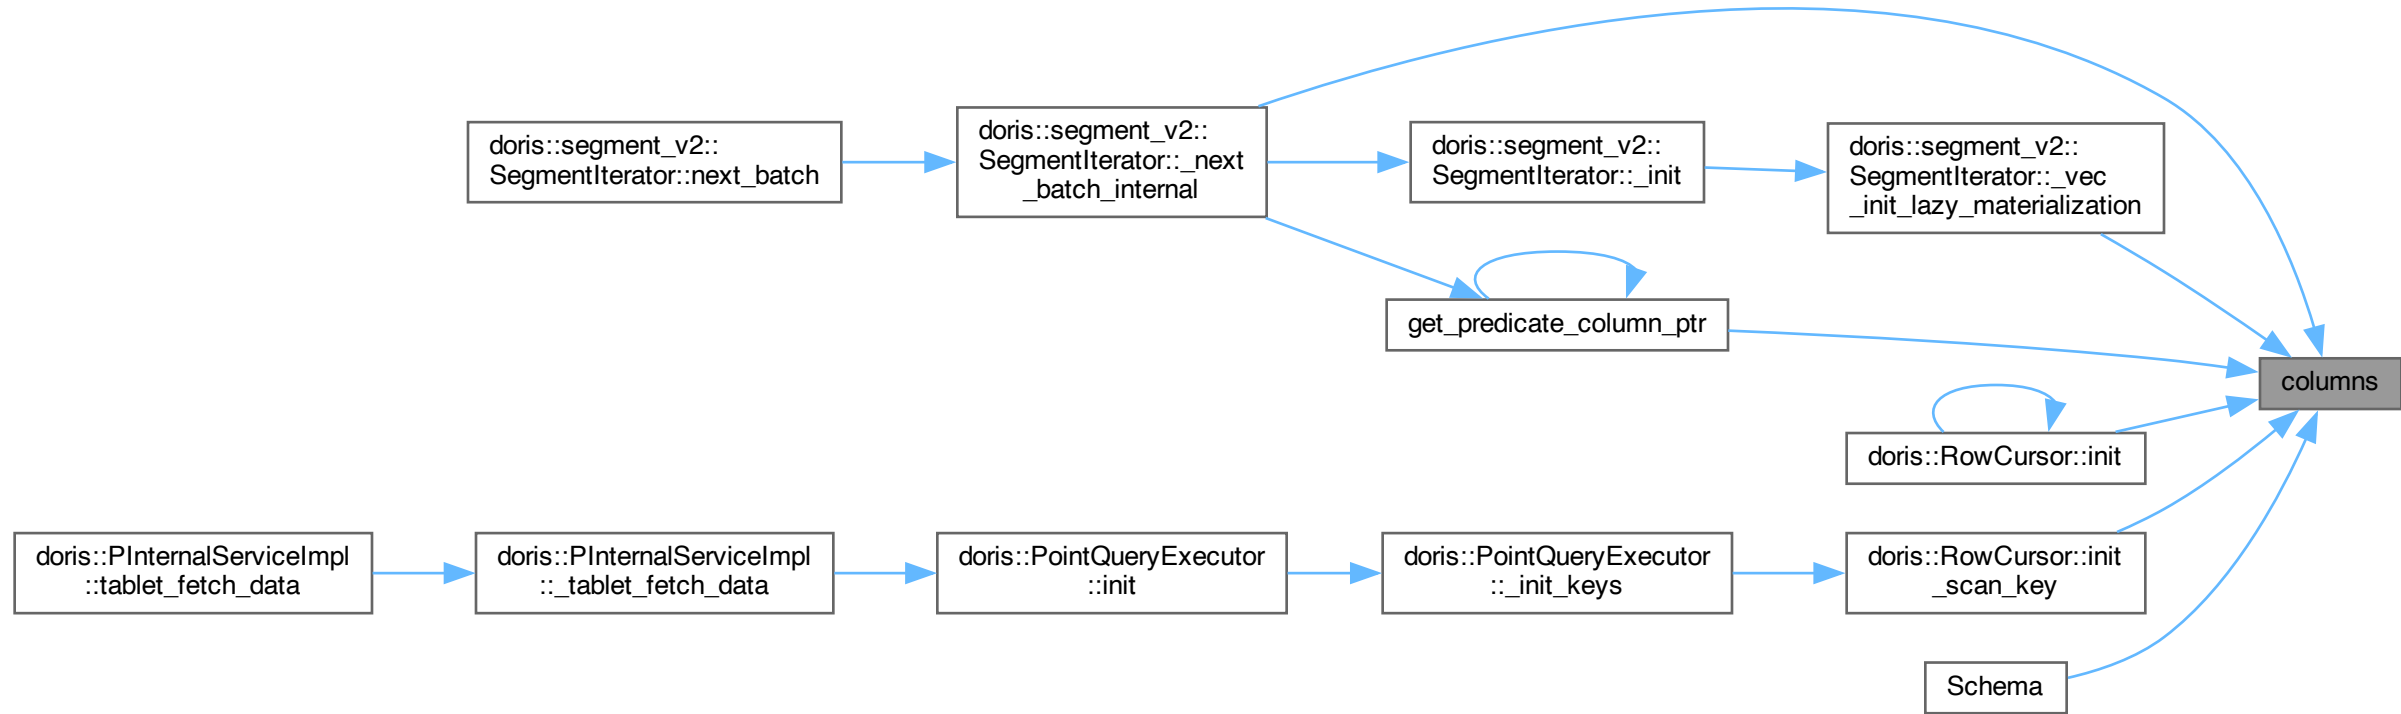 doris::segment_v2::
SegmentIterator::next_batch
doris::segment_v2::
SegmentIterator::_next
_batch_internal
doris::segment_v2::
SegmentIterator::_init
doris::segment_v2::
SegmentIterator::_vec
_init_lazy_materialization
get_predicate_column_ptr
columns
doris::RowCursor::init
doris::PInternalServiceImpl
::tablet_fetch_data
doris::PInternalServiceImpl
::_tablet_fetch_data
doris::PointQueryExecutor
::init
doris::PointQueryExecutor
::_init_keys
doris::RowCursor::init
_scan_key
Schema